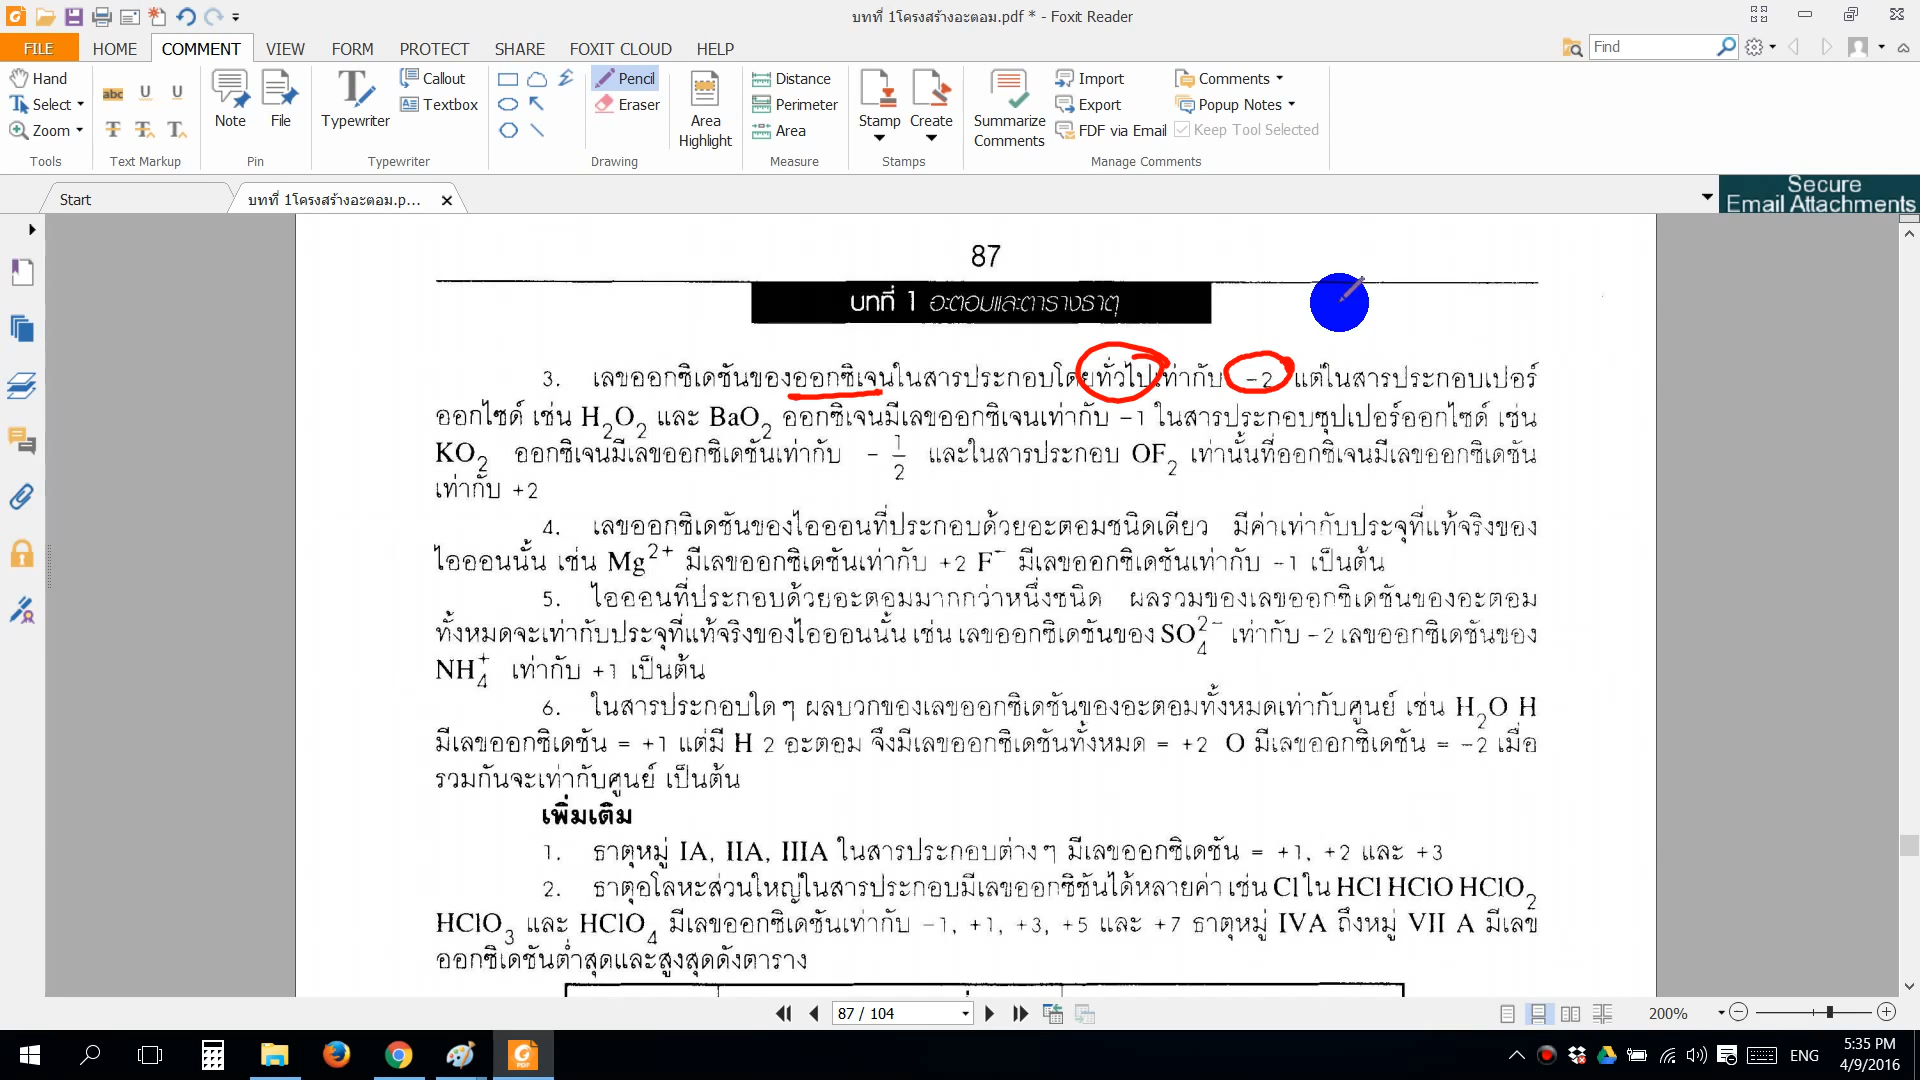 บทที่ 1โครงสร้างอะตอม.pdf * - Foxit Reader
FILE HOME COMMENT VIEW FORM PROTECT SHARE FOXIT CLOUD HELP Find
Hand Select Zoom Tools
abc U U T T T Text Markup
Note File Pin
Typewriter Callout Textbox Typewriter
Pencil Eraser Drawing
Area Highlight
Distance Perimeter Area Measure
Stamp Create Stamps
Summarize Comments Import Export FDF via Email Comments Popup Notes Keep Tool Selected Manage Comments
Start บทที่ 1โครงสร้างอะตอม.p... Secure Email Attachments
87
บทที่ 1 อะตอมและตารางธาตุ
3. เลขออกซิเดชันของออกซิเจนในสารประกอบโดยทั่วไปเท่ากับ -2 แต่ในสารประกอบเปอร์
ออกไซด์ เช่น H2O2 และ BaO2 ออกซิเจนมีเลขออกซิเจนเท่ากับ -1 ในสารประกอบซุปเปอร์ออกไซด์ เช่น
KO2 ออกซิเจนมีเลขออกซิเดชันเท่ากับ - 1/2 และในสารประกอบ OF2 เท่านั้นที่ออกซิเจนมีเลขออกซิเดชัน
เท่ากับ +2
4. เลขออกซิเดชันของไอออนที่ประกอบด้วยอะตอมชนิดเดียว มีค่าเท่ากับประจุที่แท้จริงของ
ไอออนนั้น เช่น Mg2+ มีเลขออกซิเดชันเท่ากับ +2 F- มีเลขออกซิเดชันเท่ากับ -1 เป็นต้น
5. ไอออนที่ประกอบด้วยอะตอมมากกว่าหนึ่งชนิด ผลรวมของเลขออกซิเดชันของอะตอม
ทั้งหมดจะเท่ากับประจุที่แท้จริงของไอออนนั้น เช่น เลขออกซิเดชันของ SO4 2- เท่ากับ -2 เลขออกซิเดชันของ
NH4+ เท่ากับ +1 เป็นต้น
6. ในสารประกอบใด ๆ ผลบวกของเลขออกซิเดชันของอะตอมทั้งหมดเท่ากับศูนย์ เช่น H2O H
มีเลขออกซิเดชัน = +1 แต่มี H 2 อะตอม จึงมีเลขออกซิเดชันทั้งหมด = +2 O มีเลขออกซิเดชัน = -2 เมื่อ
รวมกันจะเท่ากับศูนย์ เป็นต้น
เพิ่มเติม
1. ธาตุหมู่ IA, IIA, IIIA ในสารประกอบต่างๆ มีเลขออกซิเดชัน = +1, +2 และ +3
2. ธาตุอโลหะส่วนใหญ่ในสารประกอบมีเลขออกซิชันได้หลายค่า เช่น Cl ใน HCl HClO HClO2
HClO3 และ HClO4 มีเลขออกซิเดชันเท่ากับ -1, +1, +3, +5 และ +7 ธาตุหมู่ IVA ถึงหมู่ VII A มีเลข
ออกซิเดชันต่ำสุดและสูงสุดดังตาราง
87 / 104 200%
ENG 5:35 PM
4/9/2016